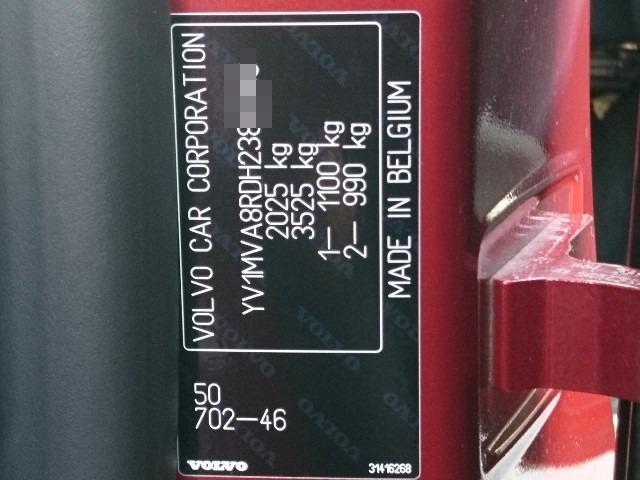 VOLVO CAR CORPORATION
YV1MVA8RDH238
2025 kg
3525 kg
1– 1100 kg
2– 990 kg
MADE IN BELGIUM
50
702–46
VOLVO
31416268